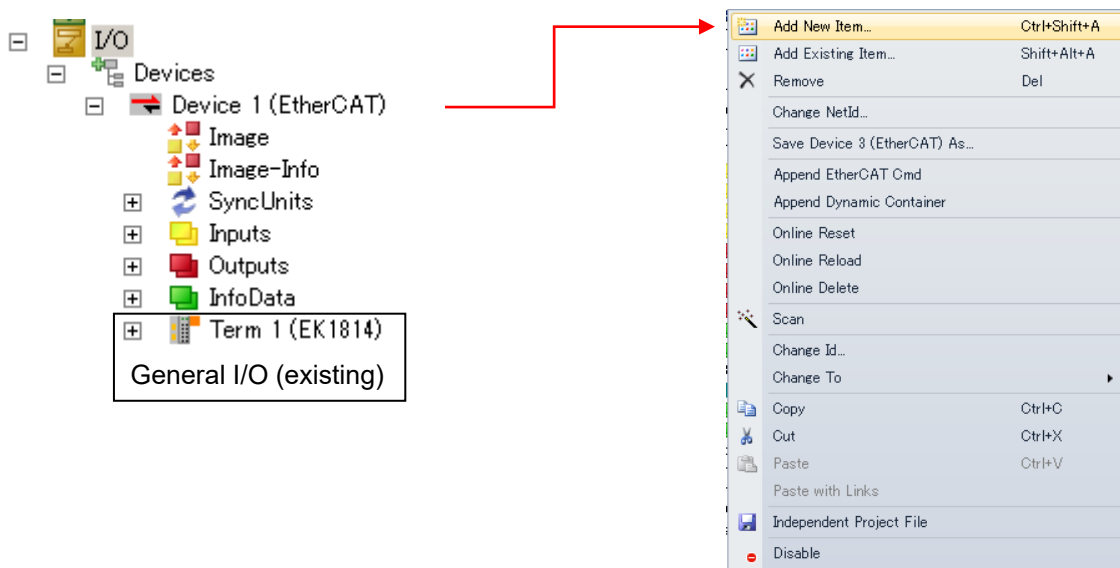 I/O
Devices
Device 1 (EtherCAT)
Image
Image-Info
SyncUnits
Inputs
Outputs
InfoData
Term 1 (EK1814)
General I/O (existing)
Add New Item... Ctrl+Shift+A
Add Existing Item... Shift+Alt+A
Remove Del
Change NetId...
Save Device 3 (EtherCAT) As...
Append EtherCAT Cmd
Append Dynamic Container
Online Reset
Online Reload
Online Delete
Scan
Change Id...
Change To
Copy Ctrl+C
Cut Ctrl+X
Paste Ctrl+V
Paste with Links
Independent Project File
Disable